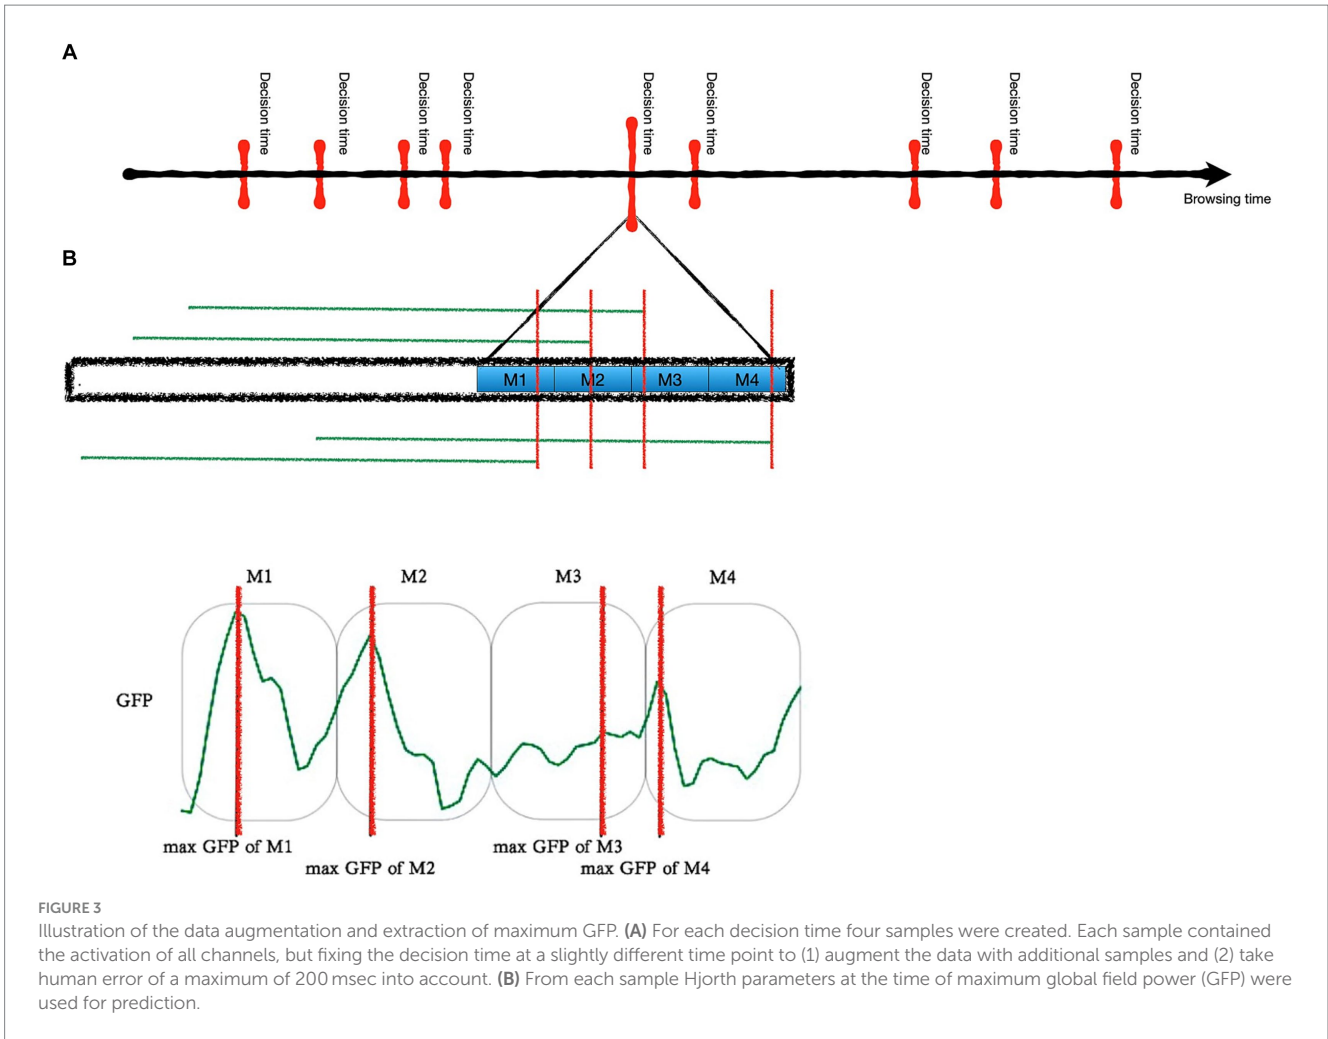 A
Decision time
Decision time
Decision time
Decision time
Decision time
Decision time
Decision time
Decision time
Decision time
Browsing time
B
M1 M2 M3 M4
M1 M2 M3 M4
GFP
max GFP of M1
max GFP of M2
max GFP of M3
max GFP of M4
FIGURE 3
Illustration of the data augmentation and extraction of maximum GFP. (A) For each decision time four samples were created. Each sample contained
the activation of all channels, but fixing the decision time at a slightly different time point to (1) augment the data with additional samples and (2) take
human error of a maximum of 200 msec into account. (B) From each sample Hjorth parameters at the time of maximum global field power (GFP) were
used for prediction.